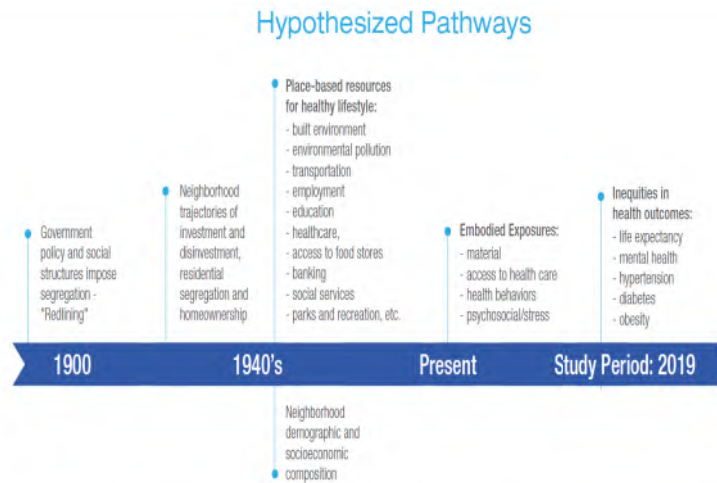 Hypothesized Pathways
Government
policy and social
structures impose
segregation -
"Redlining"
Neighborhood
trajectories of
investment and
disinvestment,
residential
segregation and
homeownership
Place-based resources
for healthy lifestyle:
- built environment
- environmental pollution
- transportation
- employment
- education
- healthcare,
- access to food stores
- banking
- social services
- parks and recreation, etc.
Embodied Exposures:
- material
- access to health care
- health behaviors
- psychosocial/stress
Inequities in
health outcomes:
- life expectancy
- mental health
- hypertension
- diabetes
- obesity
1900
1940's
Present
Study Period: 2019
Neighborhood
demographic and
socioeconomic
composition